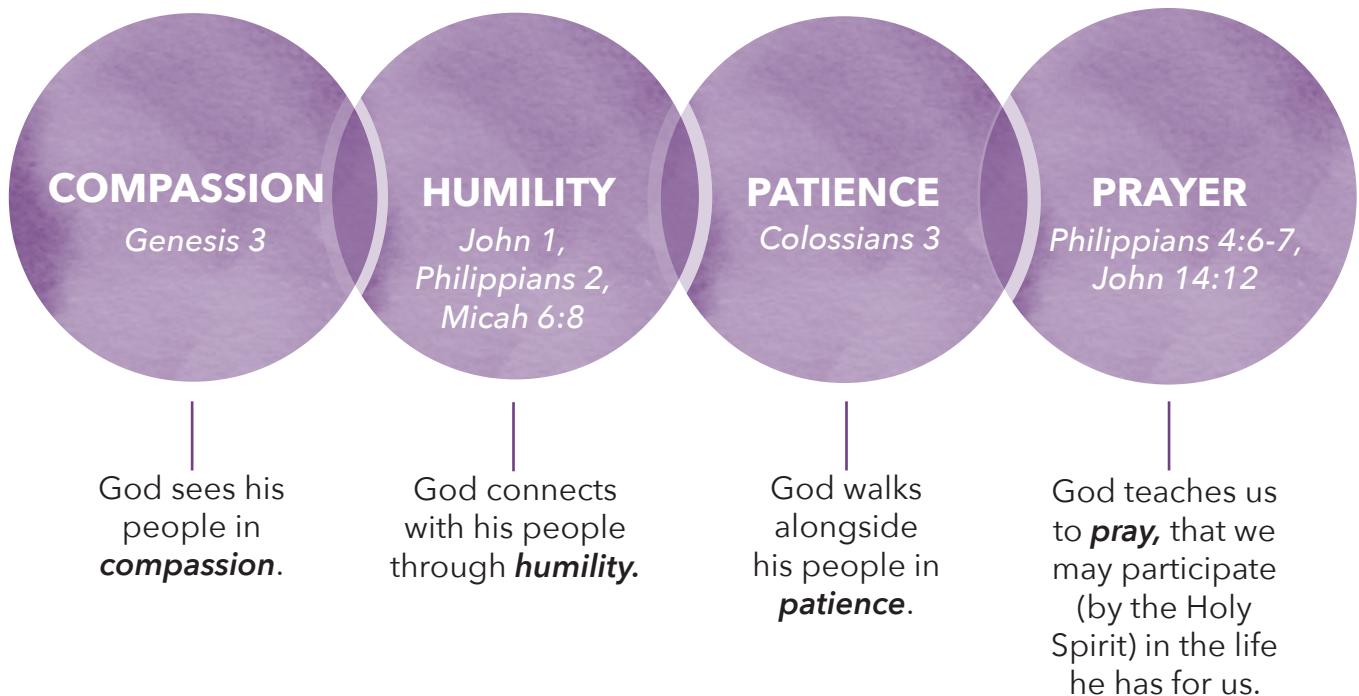 COMPASSION
Genesis 3
HUMILITY
John 1,
Philippians 2,
Micah 6:8
PATIENCE
Colossians 3
PRAYER
Philippians 4:6-7,
John 14:12
God sees his
people in
compassion.
God connects
with his people
through humility.
God walks
alongside
his people in
patience.
God teaches us
to pray, that we
may participate
(by the Holy
Spirit) in the life
he has for us.